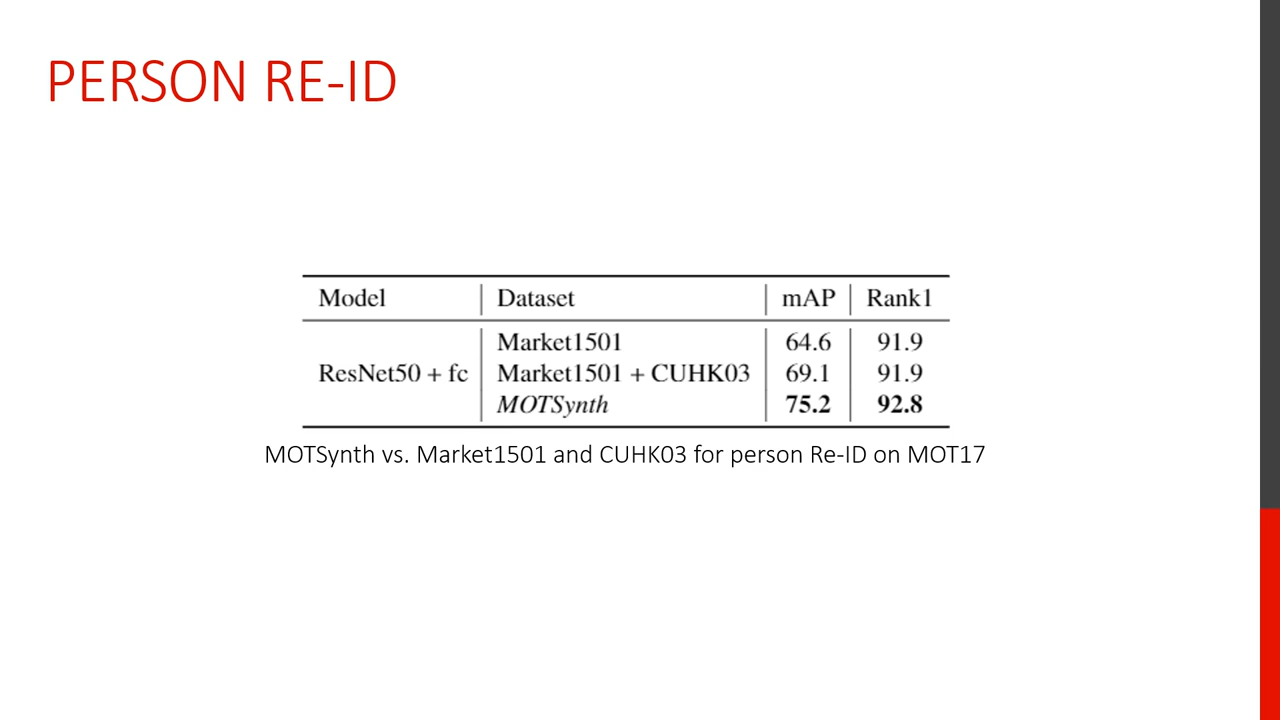 PERSON RE-ID
Model Dataset mAP Rank1
Market1501 64.6 91.9
ResNet50 + fc Market1501 + CUHK03 69.1 91.9
MOTSynth 75.2 92.8
MOTSynth vs. Market1501 and CUHK03 for person Re-ID on MOT17